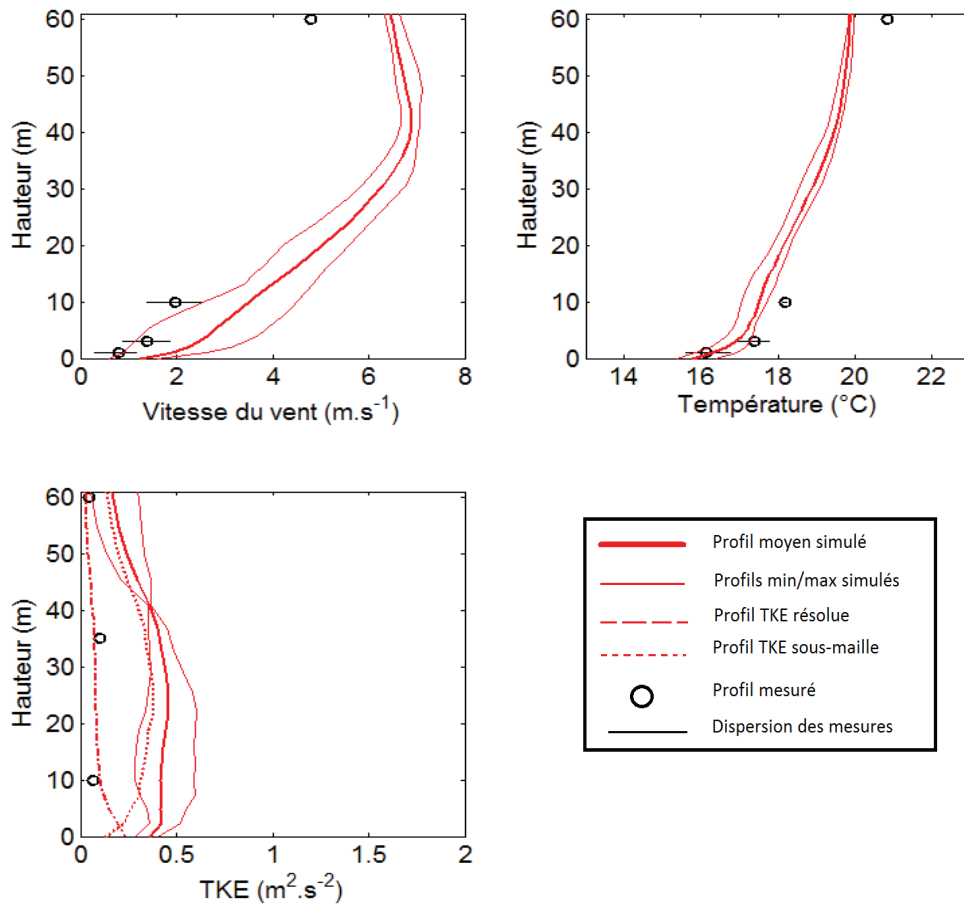 60
50
40
30
20
10
0
Hauteur (m)
0 2 4 6 8
Vitesse du vent (m.s⁻¹)
60
50
40
30
20
10
0
Hauteur (m)
14 16 18 20 22
Température (°C)
60
50
40
30
20
10
0
Hauteur (m)
0 0.5 1 1.5 2
TKE (m².s⁻²)
Profil moyen simulé
Profils min/max simulés
Profil TKE résolue
Profil TKE sous-maille
Profil mesuré
Dispersion des mesures